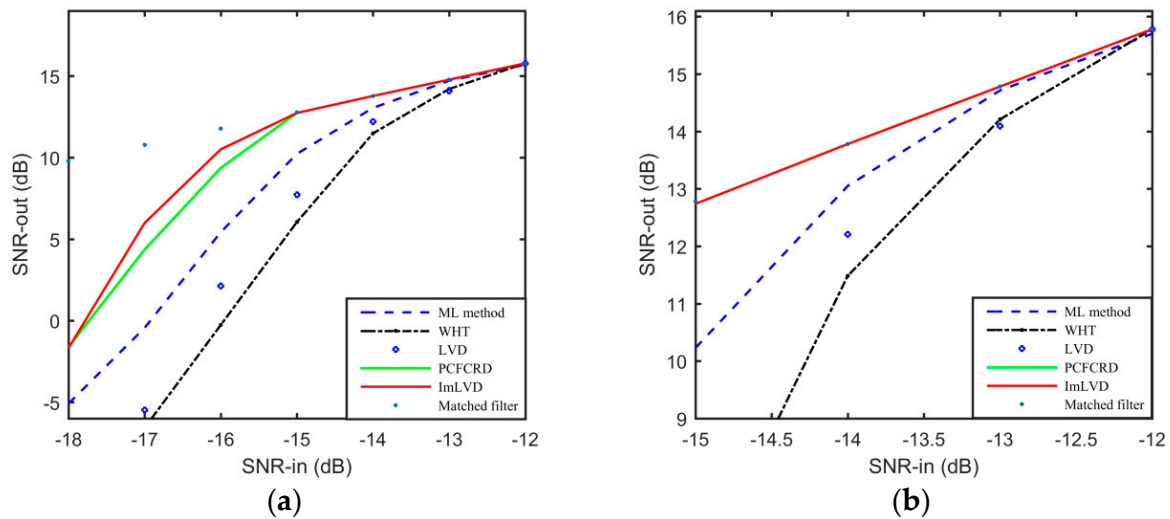 15
10
5
0
-5
SNR-out (dB)
-18 -17 -16 -15 -14 -13 -12
SNR-in (dB)
ML method
WHT
LVD
PCFCRD
ImLVD
Matched filter
(a)
16
15
14
13
12
11
10
9
SNR-out (dB)
-15 -14.5 -14 -13.5 -13 -12.5 -12
SNR-in (dB)
ML method
WHT
LVD
PCFCRD
ImLVD
Matched filter
(b)